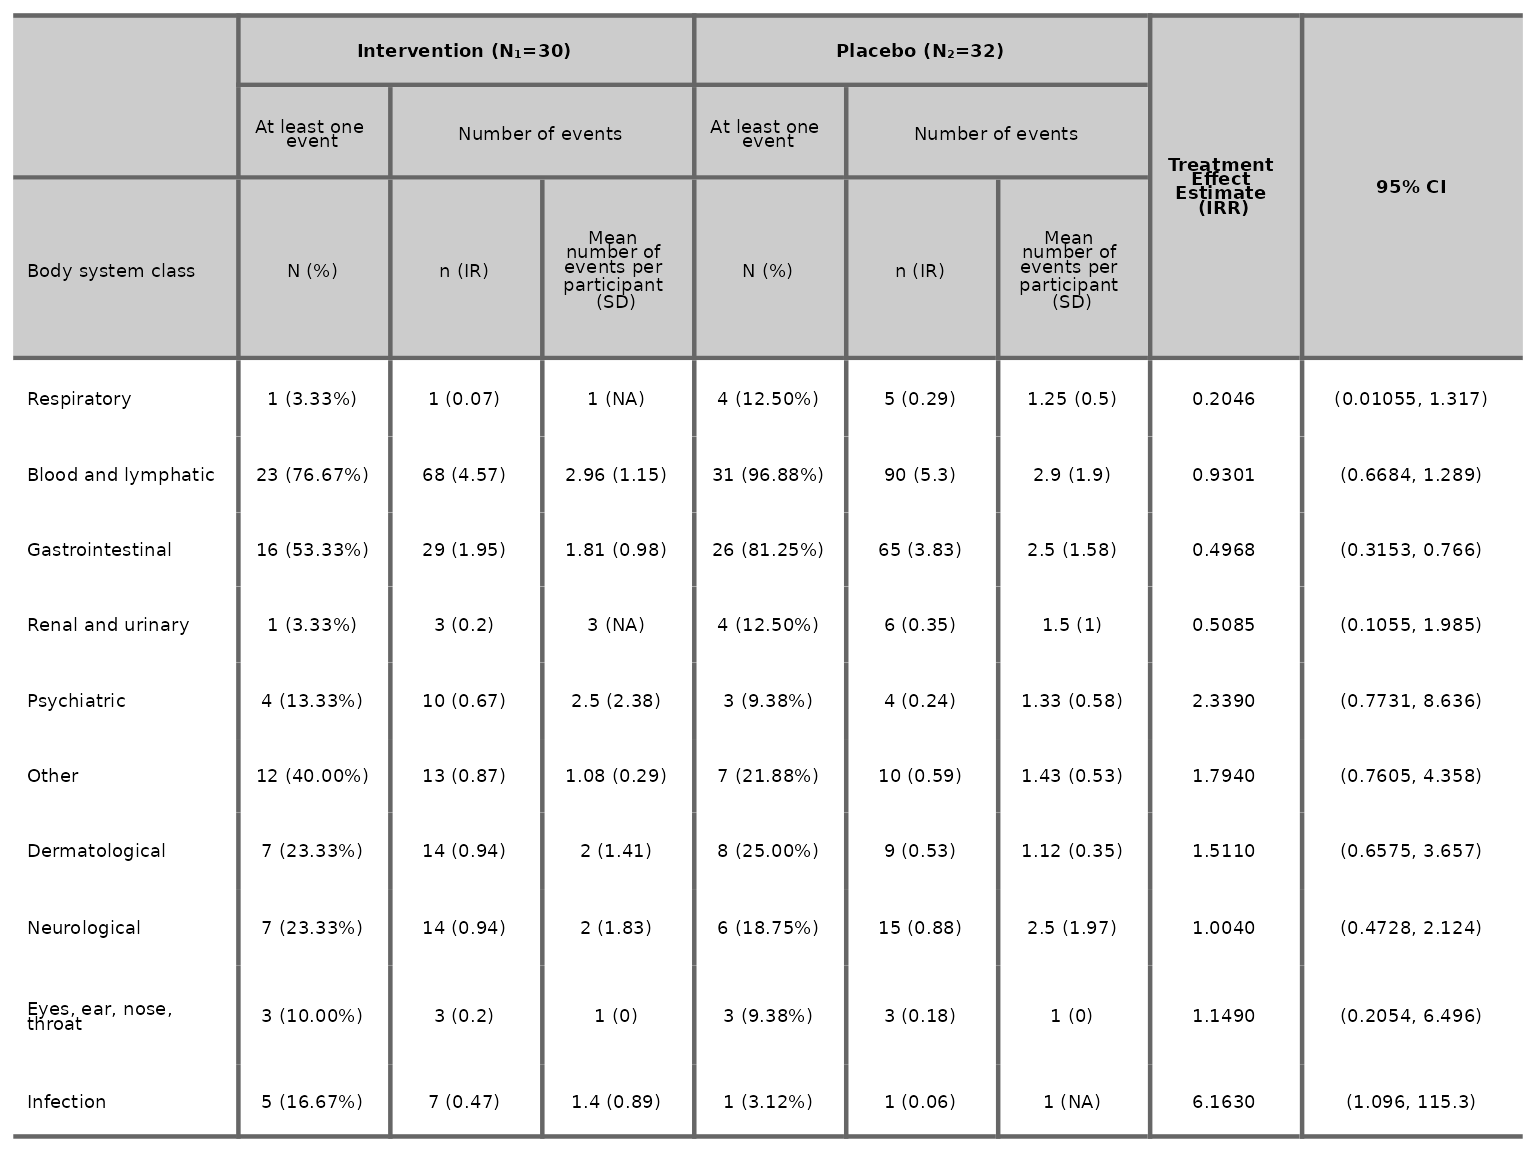 Intervention (N₁=30) Placebo (N₂=32)
At least one
event
Number of events
At least one
event
Number of events
Treatment
Effect
Estimate
(IRR)
95% CI
Body system class
N (%)
n (IR)
Mean
number of
events per
participant
(SD)
N (%)
n (IR)
Mean
number of
events per
participant
(SD)
Respiratory 1 (3.33%) 1 (0.07) 1 (NA) 4 (12.50%) 5 (0.29) 1.25 (0.5) 0.2046 (0.01055, 1.317)
Blood and lymphatic 23 (76.67%) 68 (4.57) 2.96 (1.15) 31 (96.88%) 90 (5.3) 2.9 (1.9) 0.9301 (0.6684, 1.289)
Gastrointestinal 16 (53.33%) 29 (1.95) 1.81 (0.98) 26 (81.25%) 65 (3.83) 2.5 (1.58) 0.4968 (0.3153, 0.766)
Renal and urinary 1 (3.33%) 3 (0.2) 3 (NA) 4 (12.50%) 6 (0.35) 1.5 (1) 0.5085 (0.1055, 1.985)
Psychiatric 4 (13.33%) 10 (0.67) 2.5 (2.38) 3 (9.38%) 4 (0.24) 1.33 (0.58) 2.3390 (0.7731, 8.636)
Other 12 (40.00%) 13 (0.87) 1.08 (0.29) 7 (21.88%) 10 (0.59) 1.43 (0.53) 1.7940 (0.7605, 4.358)
Dermatological 7 (23.33%) 14 (0.94) 2 (1.41) 8 (25.00%) 9 (0.53) 1.12 (0.35) 1.5110 (0.6575, 3.657)
Neurological 7 (23.33%) 14 (0.94) 2 (1.83) 6 (18.75%) 15 (0.88) 2.5 (1.97) 1.0040 (0.4728, 2.124)
Eyes, ear, nose,
throat
3 (10.00%) 3 (0.2) 1 (0) 3 (9.38%) 3 (0.18) 1 (0) 1.1490 (0.2054, 6.496)
Infection 5 (16.67%) 7 (0.47) 1.4 (0.89) 1 (3.12%) 1 (0.06) 1 (NA) 6.1630 (1.096, 115.3)